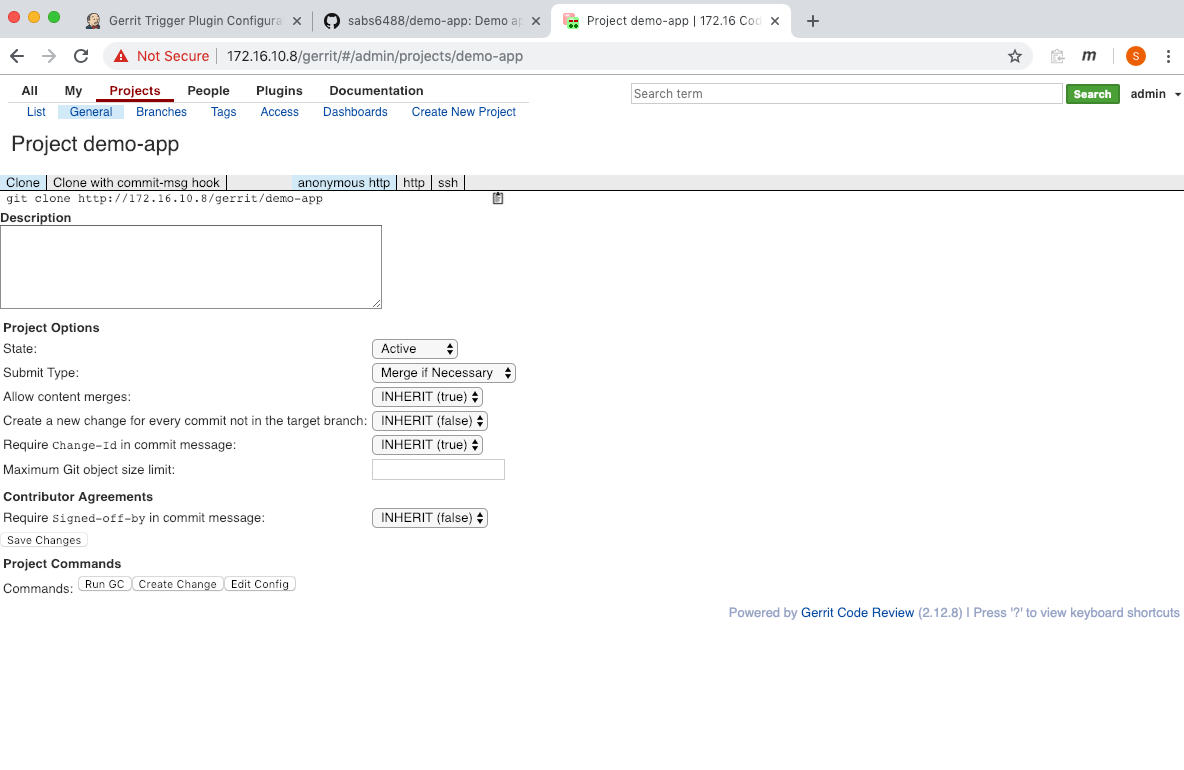 Gerrit Trigger Plugin Configura
sabs6488/demo-app: Demo ap
Project demo-app | 172.16 Cod
Not Secure 172.16.10.8/gerrit/#/admin/projects/demo-app
m
S
All My Projects People Plugins Documentation
Search term Search admin
List General Branches Tags Access Dashboards Create New Project
Project demo-app
Clone Clone with commit-msg hook anonymous http http ssh
git clone http://172.16.10.8/gerrit/demo-app
Description
Project Options
State: Active
Submit Type: Merge if Necessary
Allow content merges: INHERIT (true)
Create a new change for every commit not in the target branch: INHERIT (false)
Require Change-Id in commit message: INHERIT (true)
Maximum Git object size limit:
Contributor Agreements
Require Signed-off-by in commit message: INHERIT (false)
Save Changes
Project Commands
Commands: Run GC Create Change Edit Config
Powered by Gerrit Code Review (2.12.8) | Press '?' to view keyboard shortcuts